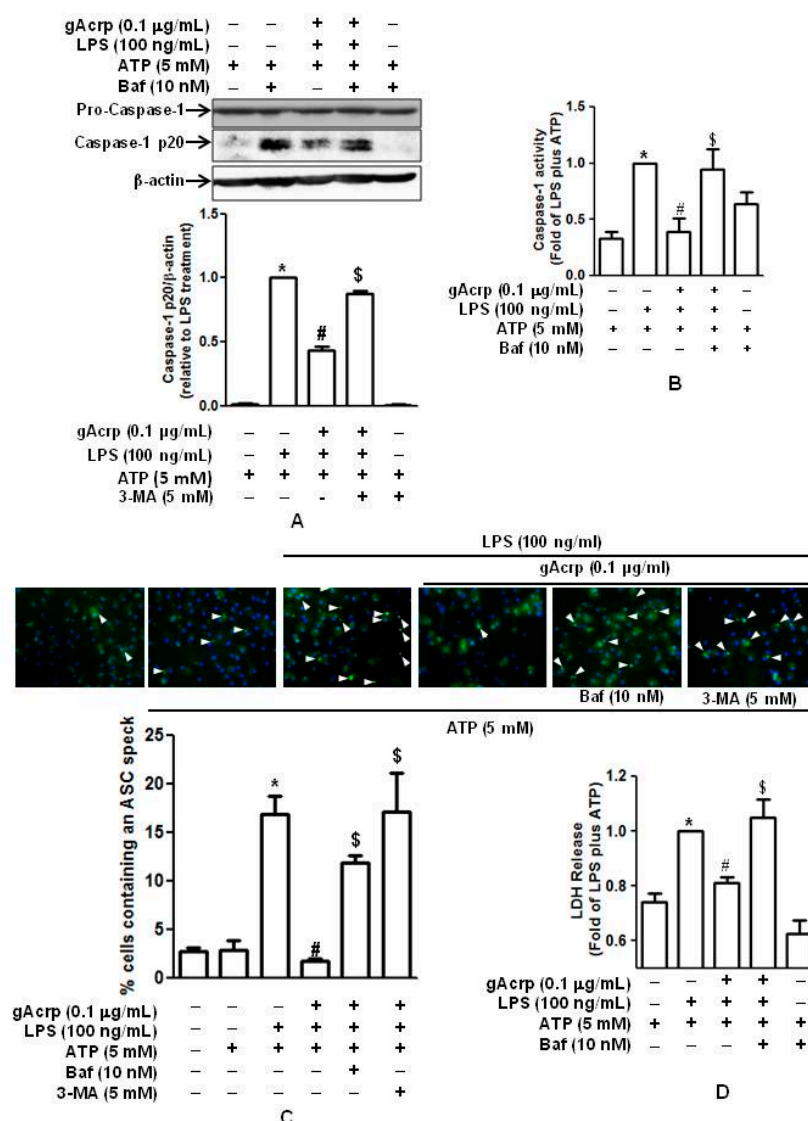 gAcrp (0.1 μg/mL) – – + + –
LPS (100 ng/mL) – – + + –
ATP (5 mM) + + + + +
Baf (10 nM) – + – + +
Pro-Caspase-1
Caspase-1 p20
β-actin
Caspase-1 p20/β-actin
(relative to LPS treatment)
1.5
1.0
0.5
0.0
*
#
$
gAcrp (0.1 μg/mL) – – + + –
LPS (100 ng/mL) – + + + –
ATP (5 mM) + + + + +
3-MA (5 mM) – – - + +
A
Caspase-1 activity
(Fold of LPS plus ATP)
1.5
1.0
0.5
0.0
*
#
$
gAcrp (0.1 μg/mL) – – + + –
LPS (100 ng/mL) – + + + –
ATP (5 mM) + + + + +
Baf (10 nM) – – – + +
B
LPS (100 ng/ml)
gAcrp (0.1 μg/ml)
Baf (10 nM) 3-MA (5 mM)
ATP (5 mM)
% cells containing an ASC speck
25
20
15
10
5
0
*
#
$
$
gAcrp (0.1 μg/mL) – – – + + +
LPS (100 ng/mL) – – + + + +
ATP (5 mM) – + + + + +
Baf (10 nM) – – – – + –
3-MA (5 mM) – – – – – +
C
LDH Release
(Fold of LPS plus ATP)
1.2
1.0
0.8
0.6
*
#
$
gAcrp (0.1 μg/mL) – – + + –
LPS (100 ng/mL) – + + + –
ATP (5 mM) + + + + +
Baf (10 nM) – – – + +
D